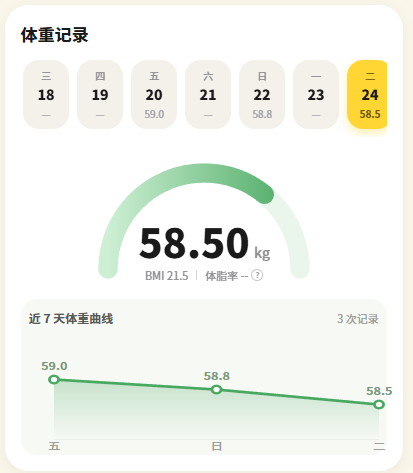 体重记录
三 四 五 六 日 一 二
18 19 20 21 22 23 24
— — 59.0 — 58.8 — 58.5
58.50 kg
BMI 21.5 | 体脂率 -- ?
近 7 天体重曲线 3 次记录
59.0 58.8 58.5
五 日 二